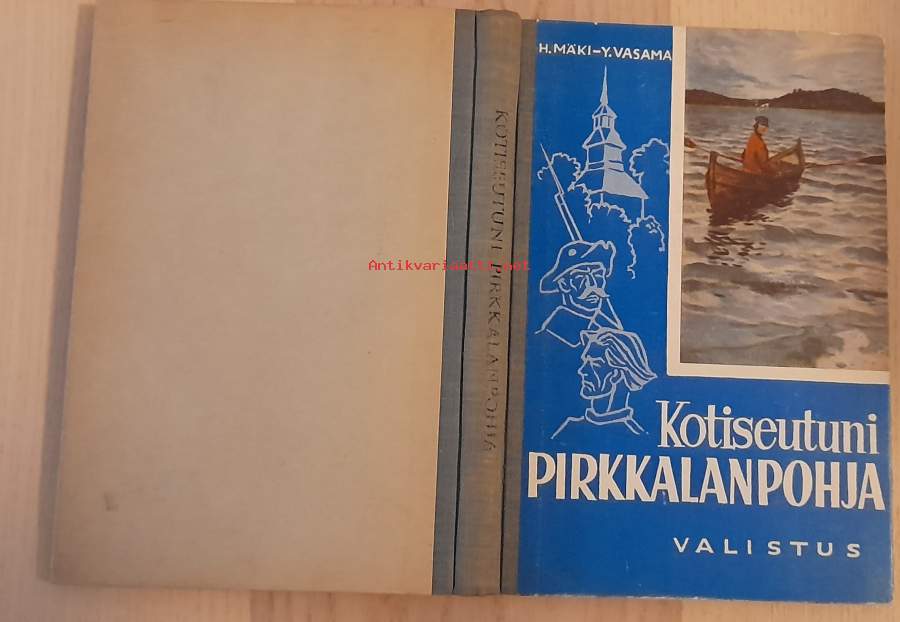 KOTISEUTUNI PIRKKALANPOHJA
H. MÄKI-Y. VASAMA
Kotiseutuni
PIRKKALANPOHJA
VALISTUS
Antikvariaatti.net